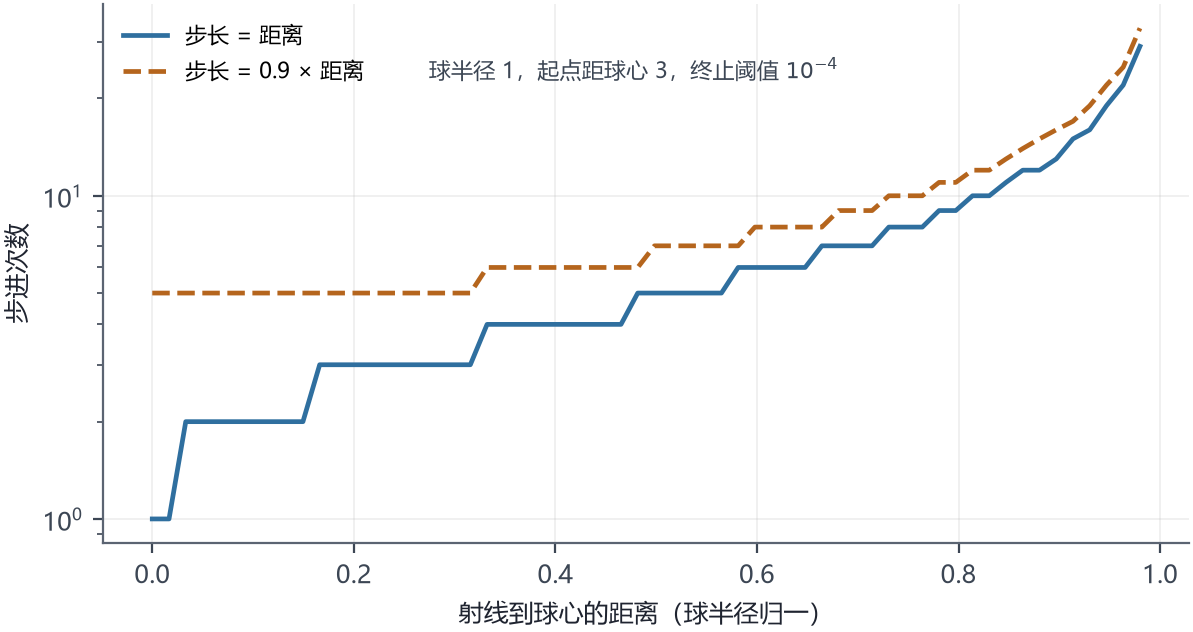 步长 = 距离
步长 = 0.9 × 距离
球半径 1，起点距球心 3，终止阈值 10⁻⁴
步进次数
10¹
10⁰
0.0 0.2 0.4 0.6 0.8 1.0
射线到球心的距离（球半径归一）